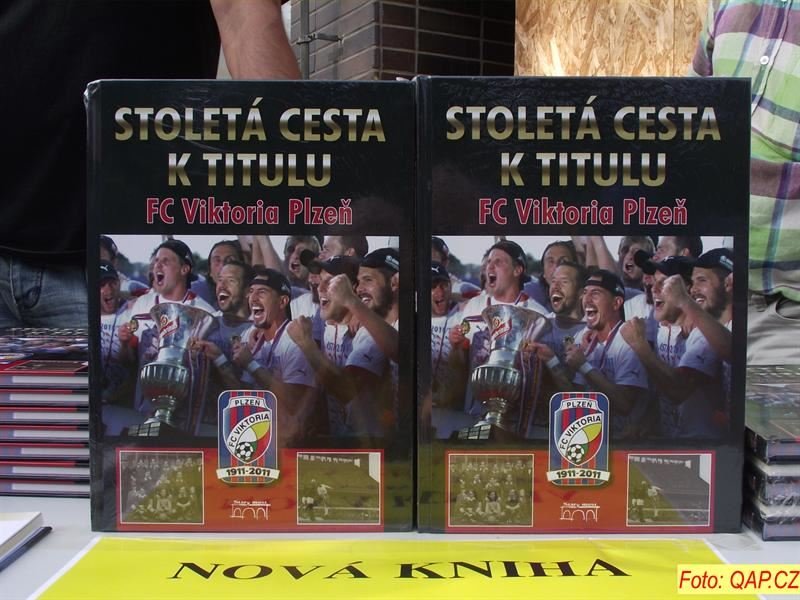 STOLETÁ CESTA
K TITULU
FC Viktoria Plzeň
PLZEŇ
FC VIKTORIA
1911-2011
STOLETÁ CESTA
K TITULU
FC Viktoria Plzeň
PLZEŇ
FC VIKTORIA
1911-2011
NOVÁ KNIHA
Foto: QAP.CZ